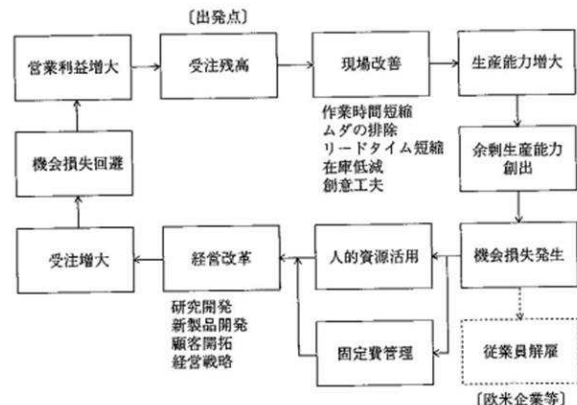 〔出発点〕
営業利益増大
受注残高
現場改善
生産能力増大
作業時間短縮
ムダの排除
リードタイム短縮
在庫低減
創意工夫
余剰生産能力
創出
機会損失回避
受注増大
経営改革
人的資源活用
機会損失発生
研究開発
新製品開発
顧客開拓
経営戦略
固定費管理
従業員解雇
〔欧米企業等〕